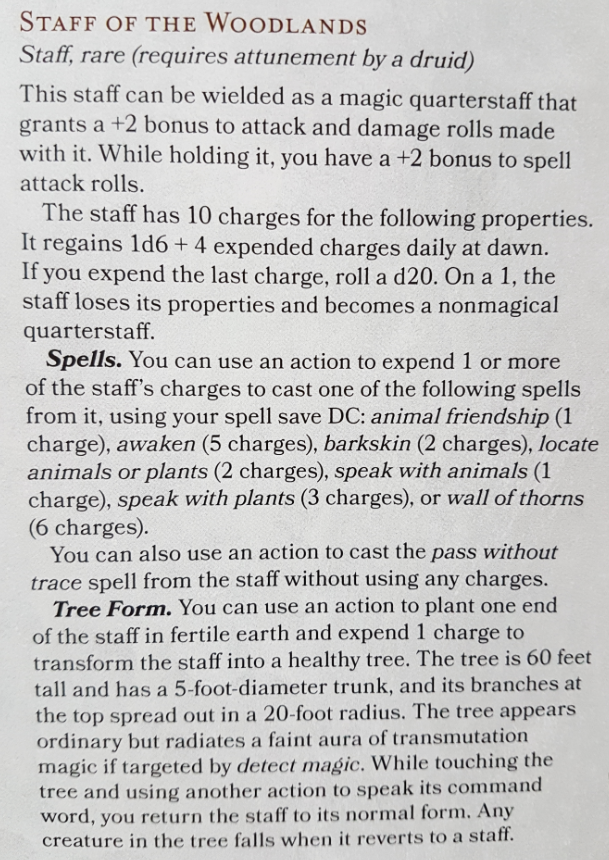 STAFF OF THE WOODLANDS
Staff, rare (requires attunement by a druid)
This staff can be wielded as a magic quarterstaff that
grants a +2 bonus to attack and damage rolls made
with it. While holding it, you have a +2 bonus to spell
attack rolls.
The staff has 10 charges for the following properties.
It regains 1d6 + 4 expended charges daily at dawn.
If you expend the last charge, roll a d20. On a 1, the
staff loses its properties and becomes a nonmagical
quarterstaff.
Spells. You can use an action to expend 1 or more
of the staff's charges to cast one of the following spells
from it, using your spell save DC: animal friendship (1
charge), awaken (5 charges), barkskin (2 charges), locate
animals or plants (2 charges), speak with animals (1
charge), speak with plants (3 charges), or wall of thorns
(6 charges).
You can also use an action to cast the pass without
trace spell from the staff without using any charges.
Tree Form. You can use an action to plant one end
of the staff in fertile earth and expend 1 charge to
transform the staff into a healthy tree. The tree is 60 feet
tall and has a 5-foot-diameter trunk, and its branches at
the top spread out in a 20-foot radius. The tree appears
ordinary but radiates a faint aura of transmutation
magic if targeted by detect magic. While touching the
tree and using another action to speak its command
word, you return the staff to its normal form. Any
creature in the tree falls when it reverts to a staff.